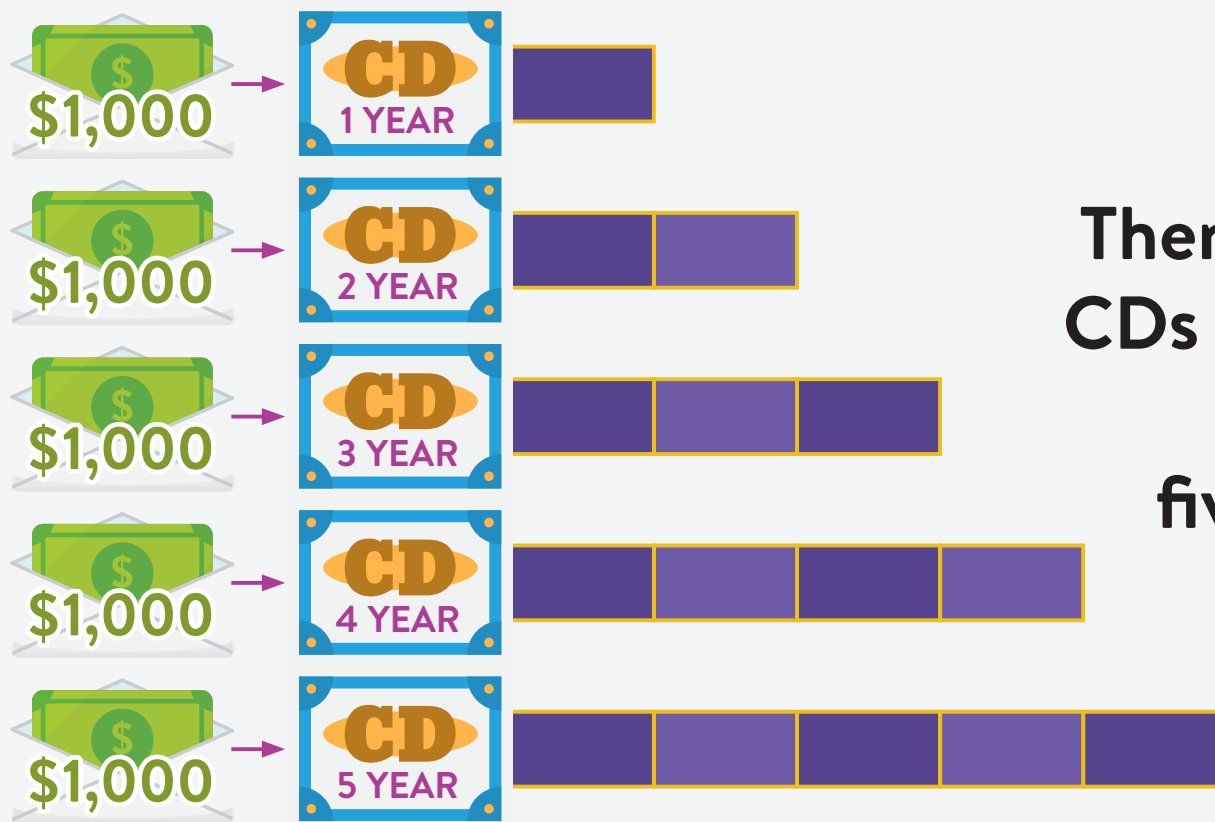 $
$1,000
CD
1 YEAR
$
$1,000
CD
2 YEAR
$
$1,000
CD
3 YEAR
$
$1,000
CD
4 YEAR
$
$1,000
CD
5 YEAR
CDs